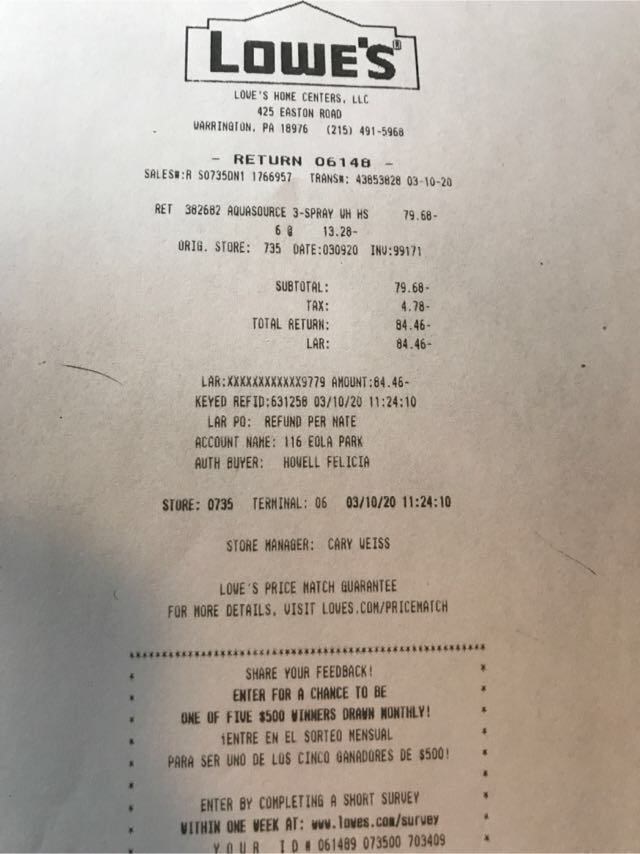 LOWE'S®
LOWE'S HOME CENTERS, LLC
425 EASTON ROAD
WARRINGTON, PA 18976 (215) 491-5968
- RETURN 06148 -
SALES#:R S0735DN1 1766957 TRANS#: 43853828 03-10-20
RET 382682 AQUASOURCE 3-SPRAY WH HS 79.68-
6 @ 13.28-
ORIG. STORE: 735 DATE:030920 INV:99171
SUBTOTAL: 79.68-
TAX: 4.78-
TOTAL RETURN: 84.46-
LAR: 84.46-
LAR:XXXXXXXXXXXX9779 AMOUNT:84.46-
KEYED REFID:631258 03/10/20 11:24:10
LAR PO: REFUND PER NATE
ACCOUNT NAME: 116 EOLA PARK
AUTH BUYER: HOWELL FELICIA
STORE: 0735 TERMINAL: 06 03/10/20 11:24:10
STORE MANAGER: CARY WEISS
LOWE'S PRICE MATCH GUARANTEE
FOR MORE DETAILS, VISIT LOWES.COM/PRICEMATCH
****************************************************
* SHARE YOUR FEEDBACK! *
* ENTER FOR A CHANCE TO BE *
* ONE OF FIVE $500 WINNERS DRAWN MONTHLY! *
* ¡ENTRE EN EL SORTEO MENSUAL *
* PARA SER UNO DE LOS CINCO GANADORES DE $500! *
* *
* ENTER BY COMPLETING A SHORT SURVEY *
* WITHIN ONE WEEK AT: www.lowes.com/survey *
* Y O U R I D # 061489 073500 703409 *